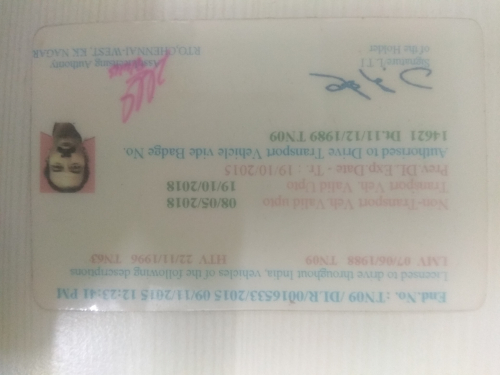 End.No. : TN09 /DLR/0016533/2015 09/11/2015 12:23:41 PM
Licensed to drive throughout India, vehicles of the following descriptions
LMV 07/06/1988 TN09 HTV 22/11/1996 TN63
Non-Transport Veh. Valid upto 08/05/2018
Transport Veh. Valid Upto 19/10/2018
Prev DL.Exp.Date - Tr : 19/10/2015
Authorised to Drive Transport Vehicle vide Badge No.
14621 Dt.11/12/1989 TN09
Signature/L.T.I of the Holder
Licensing Authority
RTO,CHENNAI-WEST, KK NAGAR